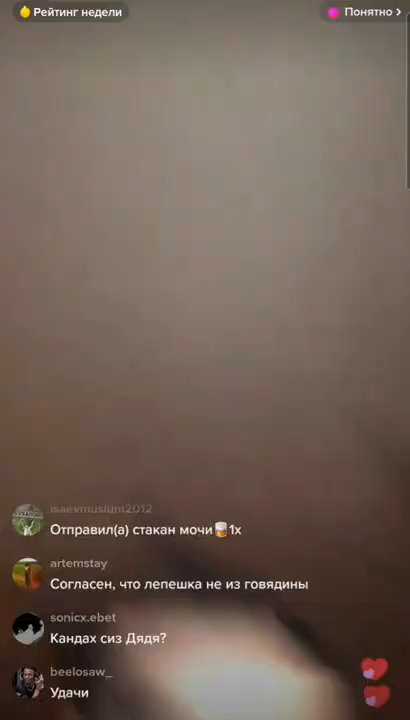 Рейтинг недели
Понятно >
isaevmuslum2012
Отправил(а) стакан мочи🥃1x
artemstay
Согласен, что лепешка не из говядины
sonicx.ebet
Кандах сиз Дядя?
beelosaw_
Удачи